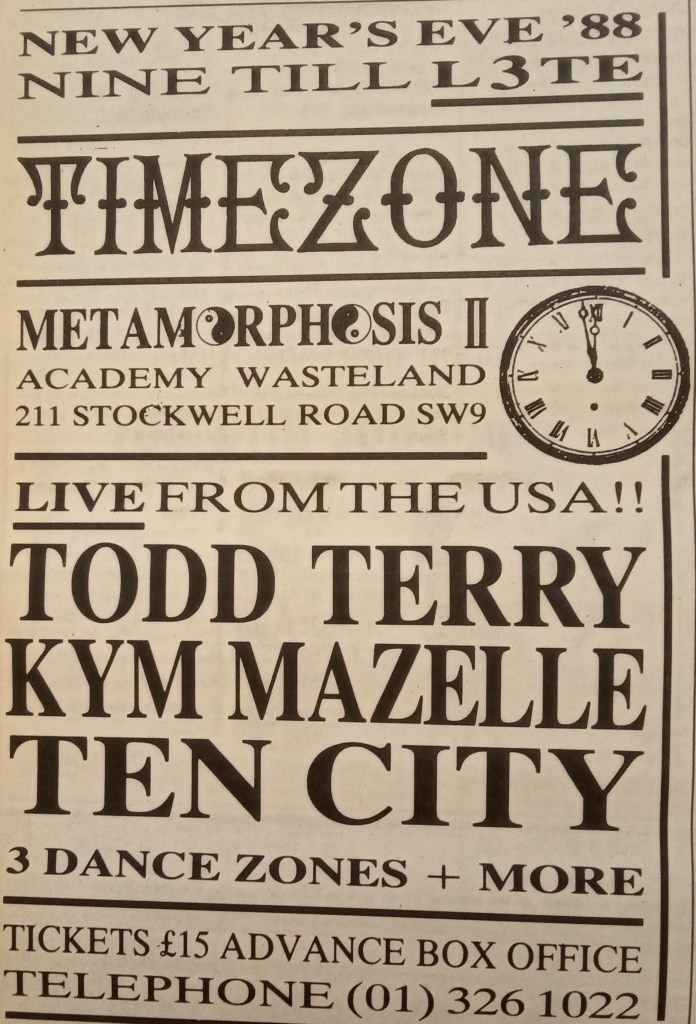 NEW YEAR'S EVE '88
NINE TILL L3TE
TIMEZONE
METAMORPHOSIS II
ACADEMY WASTELAND
211 STOCKWELL ROAD SW9
LIVE FROM THE USA!!
TODD TERRY
KYM MAZELLE
TEN CITY
3 DANCE ZONES + MORE
TICKETS £15 ADVANCE BOX OFFICE
TELEPHONE (01) 326 1022